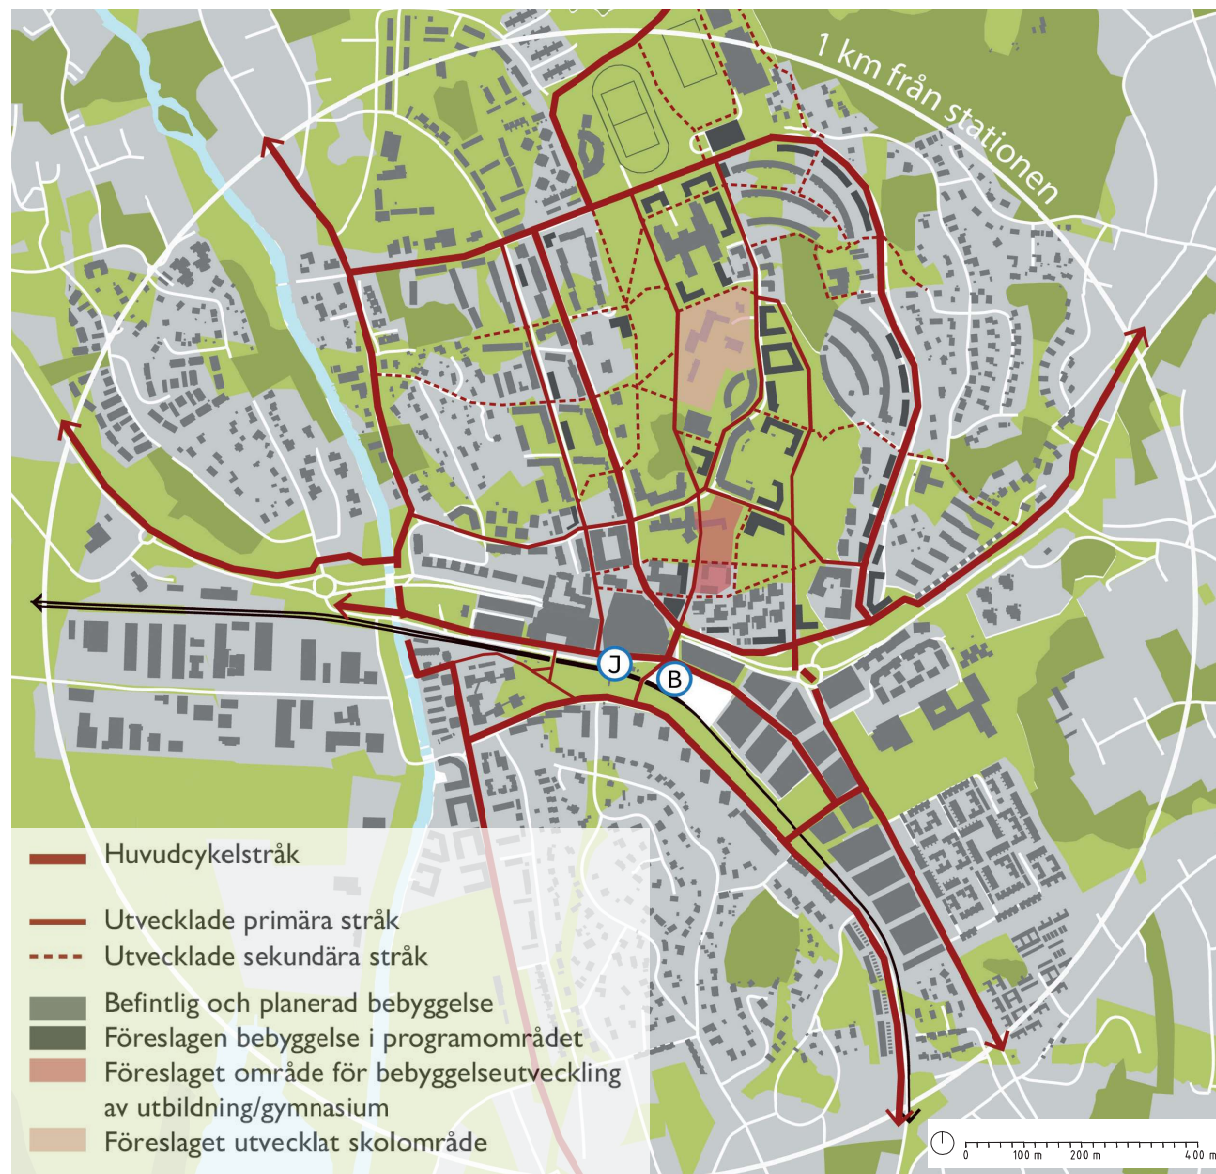 1 km från stationen
J
B
Huvudcykelstråk
Utvecklade primära stråk
Utvecklade sekundära stråk
Befintlig och planerad bebyggelse
Föreslagen bebyggelse i programområdet
Föreslaget område för bebyggelseutveckling
av utbildning/gymnasium
Föreslaget utvecklat skolområde
0 100 m 200 m 400 m